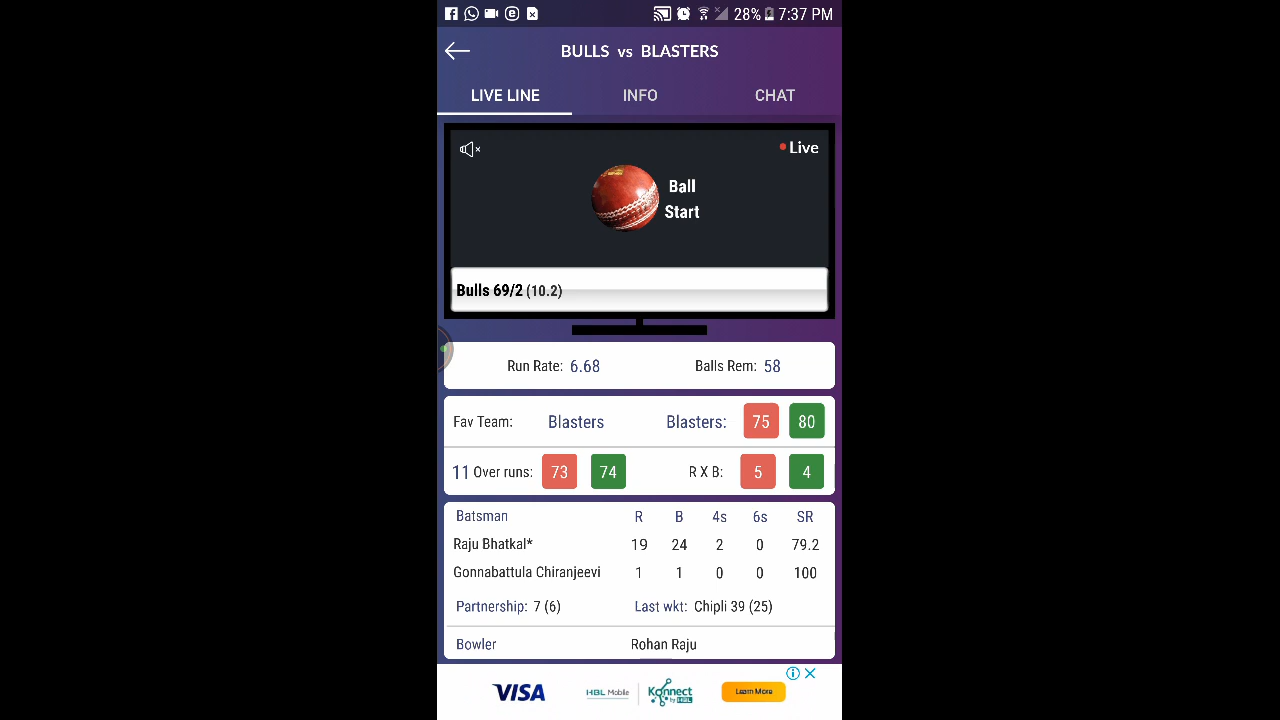 28% 7:37 PM
BULLS vs BLASTERS
LIVE LINE INFO CHAT
Live
Ball
Start
Bulls 69/2 (10.2)
Run Rate: 6.68 Balls Rem: 58
Fav Team: Blasters Blasters: 75 80
11 Over runs: 73 74 R X B: 5 4
Batsman R B 4s 6s SR
Raju Bhatkal* 19 24 2 0 79.2
Gonnabattula Chiranjeevi 1 1 0 0 100
Partnership: 7 (6) Last wkt: Chipli 39 (25)
Bowler Rohan Raju
VISA HBL Mobile Konnect by HBL Learn More